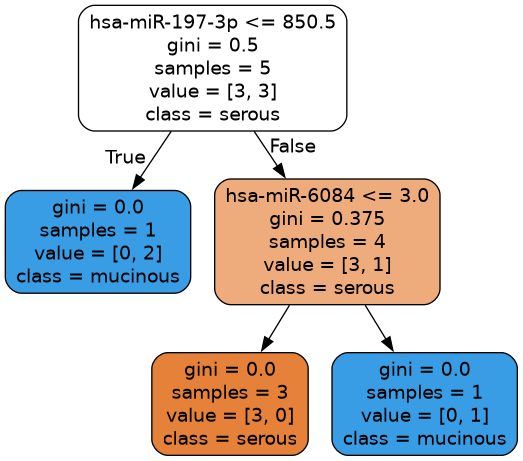 hsa-miR-197-3p <= 850.5
gini = 0.5
samples = 5
value = [3, 3]
class = serous
True
False
gini = 0.0
samples = 1
value = [0, 2]
class = mucinous
hsa-miR-6084 <= 3.0
gini = 0.375
samples = 4
value = [3, 1]
class = serous
gini = 0.0
samples = 3
value = [3, 0]
class = serous
gini = 0.0
samples = 1
value = [0, 1]
class = mucinous